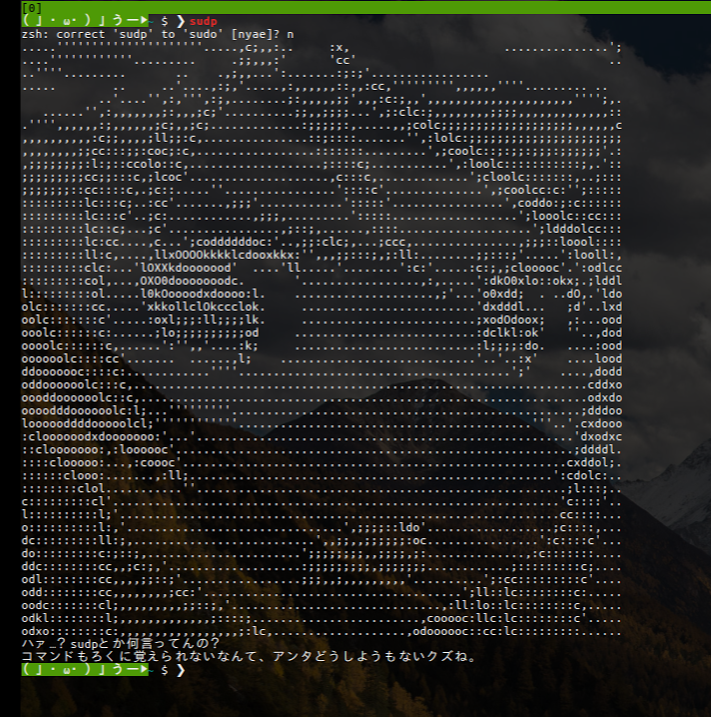 [0]
(」・ω・)」うー▶~ $ ❯ sudp
zsh: correct 'sudp' to 'sudo' [nyae]? n
ハァ…？sudpとか何言ってんの？
コマンドもろくに覚えられないなんて、アンタどうしようもないクズね。
(」・ω・)」うー▶~ $ ❯